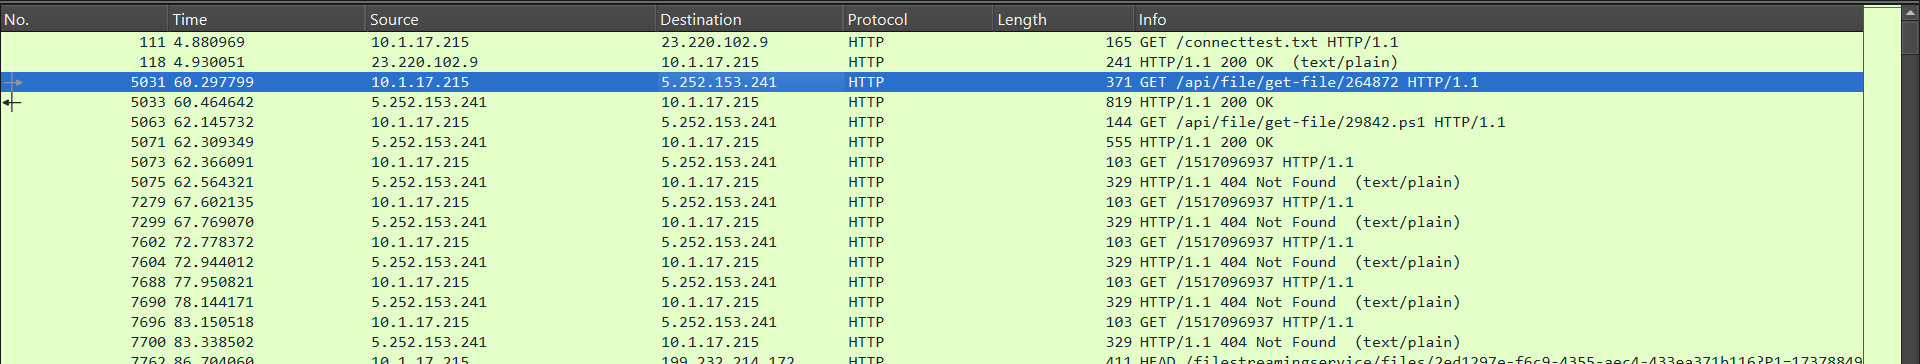 No. Time Source Destination Protocol Length Info
111 4.880969 10.1.17.215 23.220.102.9 HTTP 165 GET /connecttest.txt HTTP/1.1
118 4.930051 23.220.102.9 10.1.17.215 HTTP 241 HTTP/1.1 200 OK (text/plain)
5031 60.297799 10.1.17.215 5.252.153.241 HTTP 371 GET /api/file/get-file/264872 HTTP/1.1
5033 60.464642 5.252.153.241 10.1.17.215 HTTP 819 HTTP/1.1 200 OK
5063 62.145732 10.1.17.215 5.252.153.241 HTTP 144 GET /api/file/get-file/29842.ps1 HTTP/1.1
5071 62.309349 5.252.153.241 10.1.17.215 HTTP 555 HTTP/1.1 200 OK
5073 62.366091 10.1.17.215 5.252.153.241 HTTP 103 GET /1517096937 HTTP/1.1
5075 62.564321 5.252.153.241 10.1.17.215 HTTP 329 HTTP/1.1 404 Not Found (text/plain)
7279 67.602135 10.1.17.215 5.252.153.241 HTTP 103 GET /1517096937 HTTP/1.1
7299 67.769070 5.252.153.241 10.1.17.215 HTTP 329 HTTP/1.1 404 Not Found (text/plain)
7602 72.778372 10.1.17.215 5.252.153.241 HTTP 103 GET /1517096937 HTTP/1.1
7604 72.944012 5.252.153.241 10.1.17.215 HTTP 329 HTTP/1.1 404 Not Found (text/plain)
7688 77.950821 10.1.17.215 5.252.153.241 HTTP 103 GET /1517096937 HTTP/1.1
7690 78.144171 5.252.153.241 10.1.17.215 HTTP 329 HTTP/1.1 404 Not Found (text/plain)
7696 83.150518 10.1.17.215 5.252.153.241 HTTP 103 GET /1517096937 HTTP/1.1
7700 83.338502 5.252.153.241 10.1.17.215 HTTP 329 HTTP/1.1 404 Not Found (text/plain)
7762 86.704060 10.1.17.215 199.232.214.172 HTTP 411 HEAD /filestreamingservice/files/2ed1297e-f6c9-4355-aec4-433ea371b116?P1=17378849